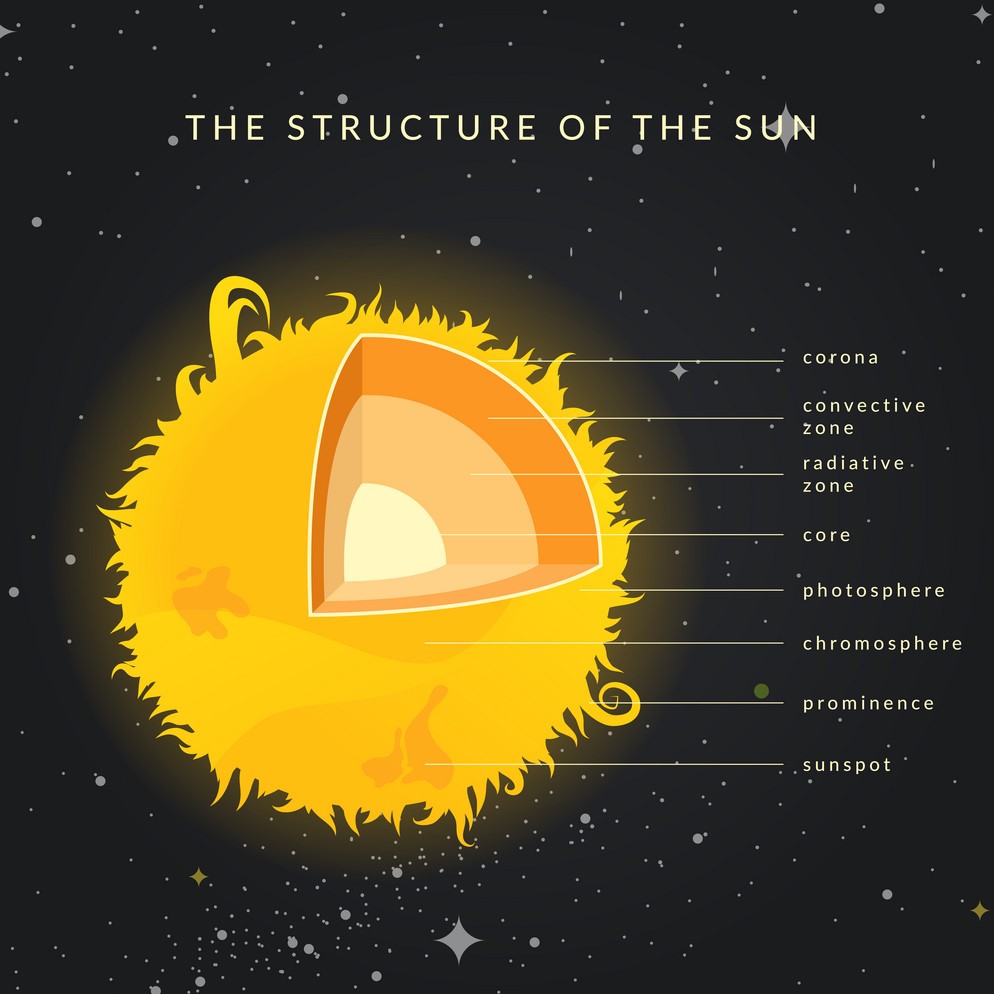 THE STRUCTURE OF THE SUN
corona
convective
zone
radiative
zone
core
photosphere
chromosphere
prominence
sunspot